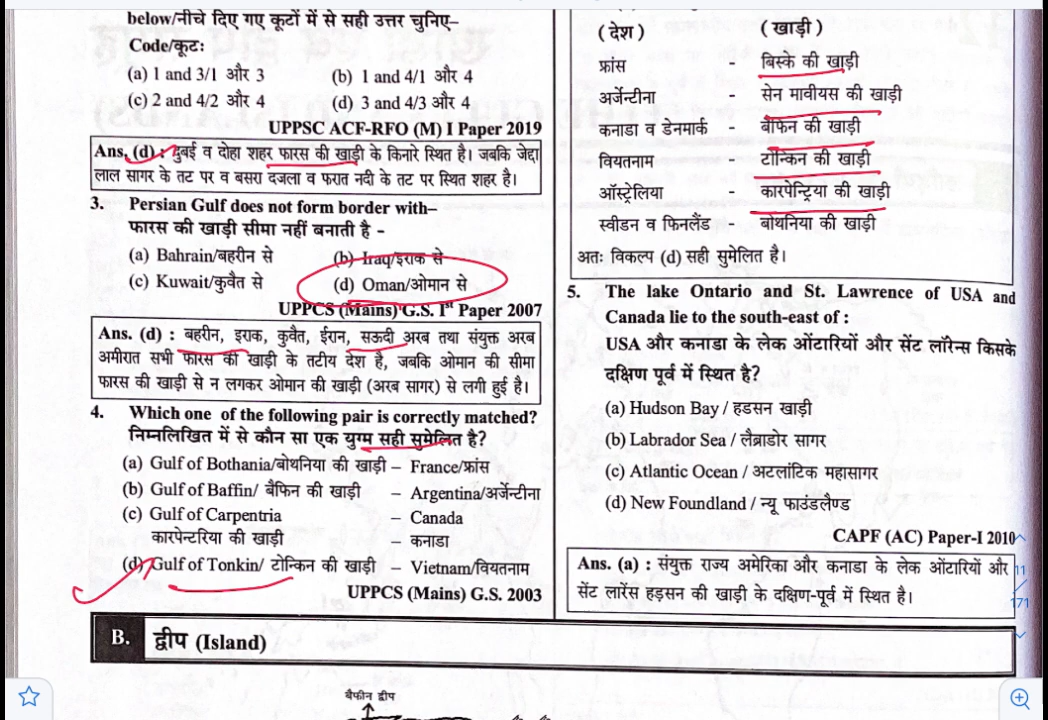 below/नीचे दिए गए कूटों में से सही उत्तर चुनिए–
Code/कूटः
(a) 1 and 3/1 और 3 (b) 1 and 4/1 और 4
(c) 2 and 4/2 और 4 (d) 3 and 4/3 और 4
UPPSC ACF-RFO (M) I Paper 2019
Ans. (d) : दुबई व दोहा शहर फारस की खाड़ी के किनारे स्थित है। जबकि जेद्दा
लाल सागर के तट पर व बसरा दजला व फरात नदी के तट पर स्थित शहर है।
3. Persian Gulf does not form border with–
फारस की खाड़ी सीमा नहीं बनाती है -
(a) Bahrain/बहरीन से (b) Iraq/इराक से
(c) Kuwait/कुवैत से (d) Oman/ओमान से
UPPCS (Mains) G.S. Iˢᵗ Paper 2007
Ans. (d) : बहरीन, इराक, कुवैत, ईरान, सऊदी अरब तथा संयुक्त अरब
अमीरात सभी फारस की खाड़ी के तटीय देश है, जबकि ओमान की सीमा
फारस की खाड़ी से न लगकर ओमान की खाड़ी (अरब सागर) से लगी हुई है।
4. Which one of the following pair is correctly matched?
निम्नलिखित में से कौन सा एक युग्म सही सुमेलित है?
(a) Gulf of Bothania/बोथनिया की खाड़ी – France/फ्रांस
(b) Gulf of Baffin/ बैफिन की खाड़ी – Argentina/अर्जेन्टीना
(c) Gulf of Carpentria – Canada
कारपेन्टरिया की खाड़ी – कनाडा
(d) Gulf of Tonkin/ टोन्किन की खाड़ी – Vietnam/वियतनाम
UPPCS (Mains) G.S. 2003
(देश) (खाड़ी)
फ्रांस - बिस्के की खाड़ी
अर्जेन्टीना - सेन मावीयस की खाड़ी
कनाडा व डेनमार्क - बैफिन की खाड़ी
वियतनाम - टोन्किन की खाड़ी
ऑस्ट्रेलिया - कारपेन्ट्रिया की खाड़ी
स्वीडन व फिनलैंड - बोथनिया की खाड़ी
अतः विकल्प (d) सही सुमेलित है।
5. The lake Ontario and St. Lawrence of USA and
Canada lie to the south-east of :
USA और कनाडा के लेक ओंटारियों और सेंट लॉरेन्स किसके
दक्षिण पूर्व में स्थित है?
(a) Hudson Bay / हडसन खाड़ी
(b) Labrador Sea / लैब्राडोर सागर
(c) Atlantic Ocean / अटलांटिक महासागर
(d) New Foundland / न्यू फाउंडलैण्ड
CAPF (AC) Paper-I 2010
Ans. (a) : संयुक्त राज्य अमेरिका और कनाडा के लेक ओंटारियों और
सेंट लारेंस हड़सन की खाड़ी के दक्षिण-पूर्व में स्थित है।
11
171
B. द्वीप (Island)
बैफीन द्वीप